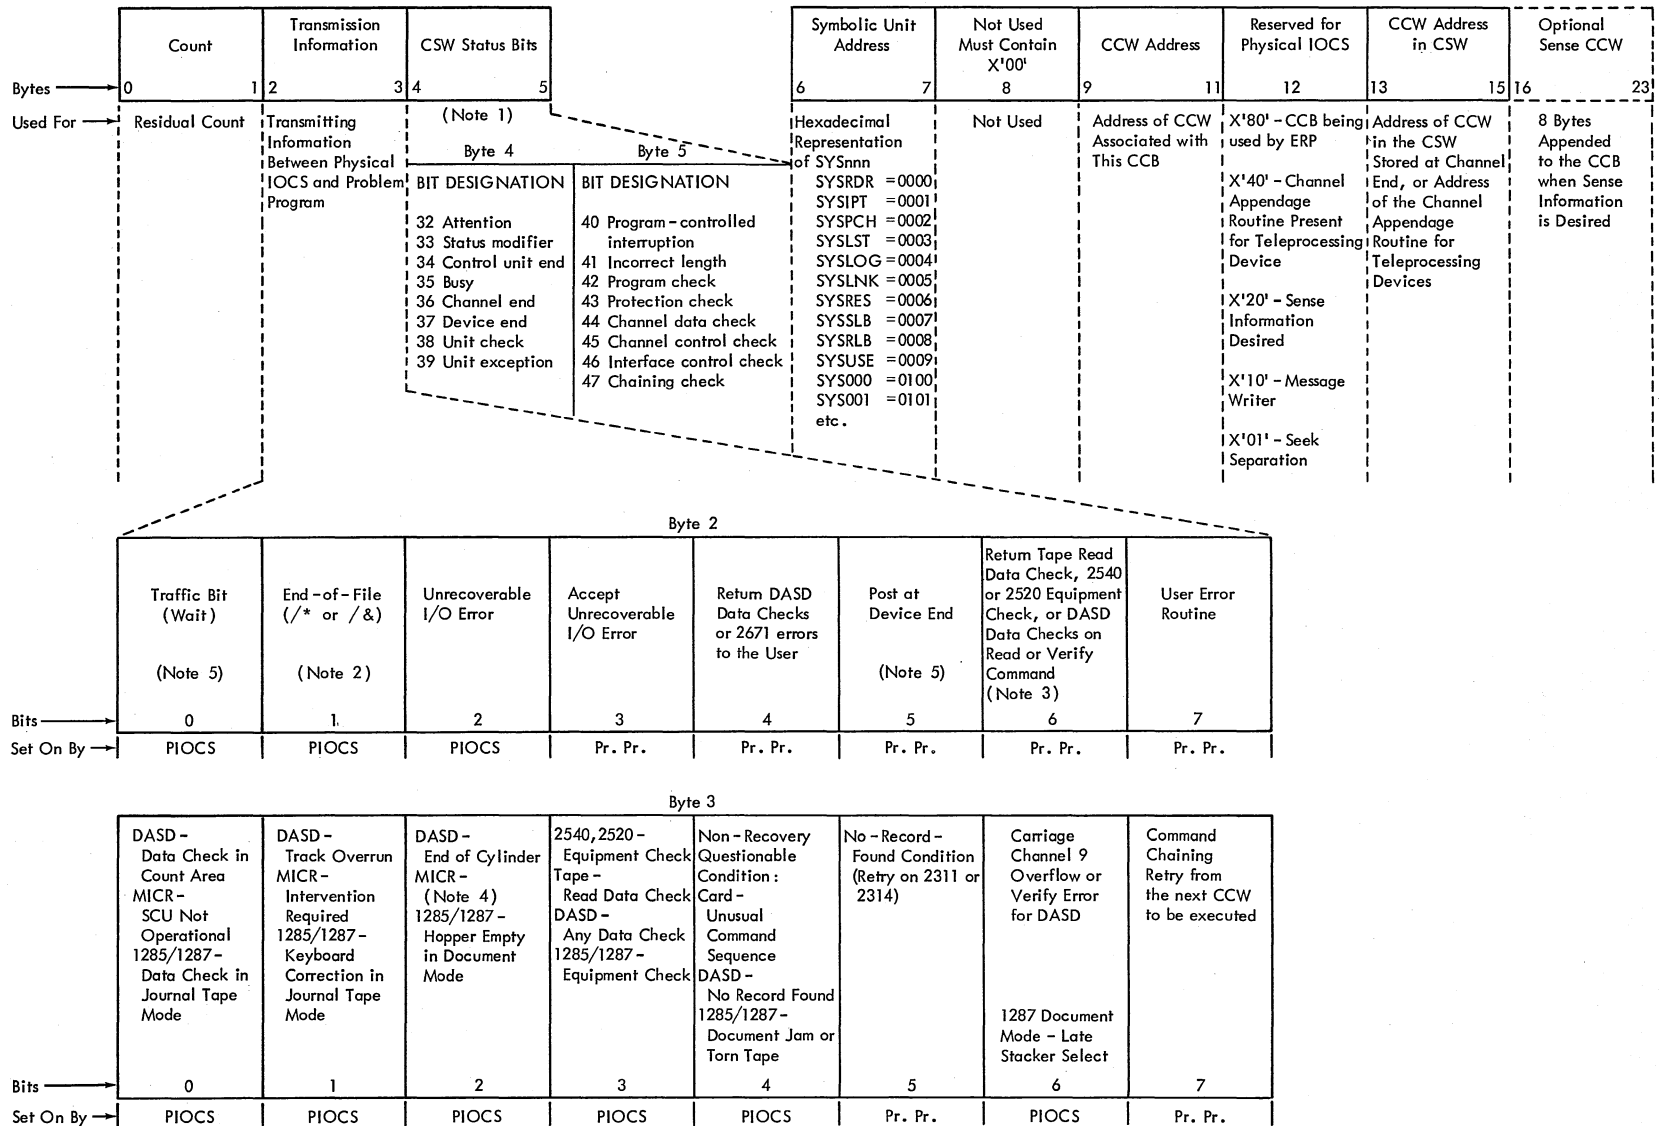 Count
Transmission
Information
CSW Status Bits
Symbolic Unit
Address
Not Used
Must Contain
X'00'
CCW Address
Reserved for
Physical IOCS
CCW Address
in CSW
Optional
Sense CCW
Bytes 0 1 2 3 4 5 6 7 8 9 11 12 13 15 16 23
Used For
Residual Count
Transmitting
Information
Between Physical
IOCS and Problem
Program
(Note 1)
Byte 4
BIT DESIGNATION
32 Attention
33 Status modifier
34 Control unit end
35 Busy
36 Channel end
37 Device end
38 Unit check
39 Unit exception
Byte 5
BIT DESIGNATION
40 Program-controlled
interruption
41 Incorrect length
42 Program check
43 Protection check
44 Channel data check
45 Channel control check
46 Interface control check
47 Chaining check
Hexadecimal
Representation
of SYSnnn
SYSRDR =0000
SYSIPT =0001
SYSPCH =0002
SYSLST =0003
SYSLOG =0004
SYSLNK =0005
SYSRES =0006
SYSSLB =0007
SYSRLB =0008
SYSUSE =0009
SYS000 =0100
SYS001 =0101
etc.
Not Used
Address of CCW
Associated with
This CCB
X'80' - CCB being
used by ERP
X'40' - Channel
Appendage
Routine Present
for Teleprocessing
Device
X'20' - Sense
Information
Desired
X'10' - Message
Writer
X'01' - Seek
Separation
Address of CCW
in the CSW
Stored at Channel
End, or Address
of the Channel
Appendage
Routine for
Teleprocessing
Devices
8 Bytes
Appended
to the CCB
when Sense
Information
is Desired
Byte 2
Traffic Bit
(Wait)
(Note 5)
End-of-File
(/* or /&)
(Note 2)
Unrecoverable
I/O Error
Accept
Unrecoverable
I/O Error
Return DASD
Data Checks
or 2671 errors
to the User
Post at
Device End
(Note 5)
Return Tape Read
Data Check, 2540
or 2520 Equipment
Check, or DASD
Data Checks on
Read or Verify
Command
(Note 3)
User Error
Routine
Bits 0 1 2 3 4 5 6 7
Set On By PIOCS PIOCS PIOCS Pr. Pr. Pr. Pr. Pr. Pr. Pr. Pr. Pr. Pr.
Byte 3
DASD -
Data Check in
Count Area
MICR -
SCU Not
Operational
1285/1287 -
Data Check in
Journal Tape
Mode
DASD -
Track Overrun
MICR -
Intervention
Required
1285/1287 -
Keyboard
Correction in
Journal Tape
Mode
DASD -
End of Cylinder
MICR -
(Note 4)
1285/1287 -
Hopper Empty
in Document
Mode
2540,2520 -
Equipment Check
Tape -
Read Data Check
DASD -
Any Data Check
1285/1287 -
Equipment Check
Non-Recovery
Questionable
Condition:
Card -
Unusual
Command
Sequence
DASD -
No Record Found
1285/1287 -
Document Jam or
Torn Tape
No-Record-
Found Condition
(Retry on 2311 or
2314)
Carriage
Channel 9
Overflow or
Verify Error
for DASD
1287 Document
Mode - Late
Stacker Select
Command
Chaining
Retry from
the next CCW
to be executed
Bits 0 1 2 3 4 5 6 7
Set On By PIOCS PIOCS PIOCS PIOCS PIOCS Pr. Pr. PIOCS Pr. Pr.